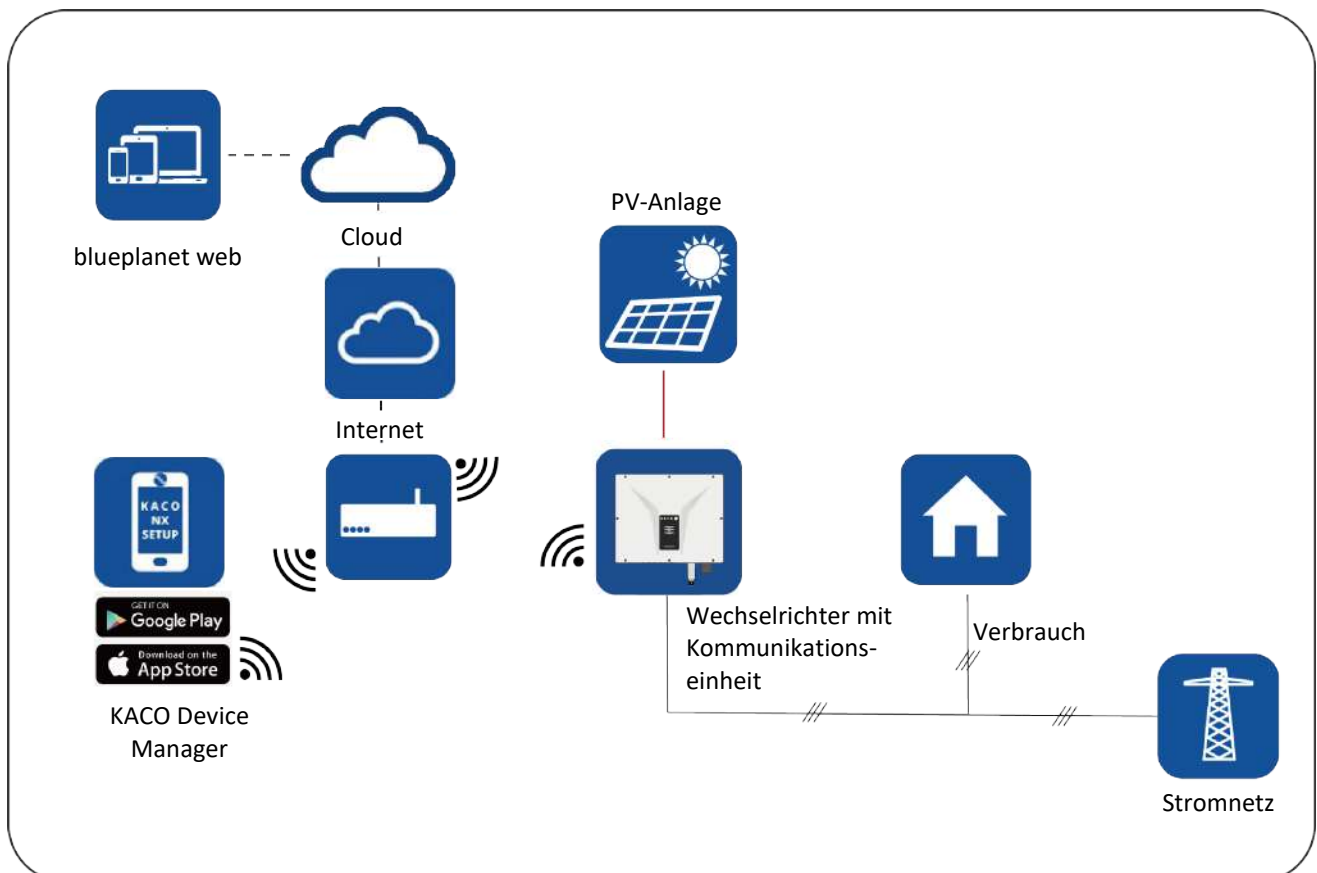 blueplanet web
Cloud
Internet
KACO
NX
SETUP
GET IT ON
Google Play
Download on the
App Store
KACO Device
Manager
PV-Anlage
Wechselrichter mit
Kommunikations-
einheit
Verbrauch
Stromnetz